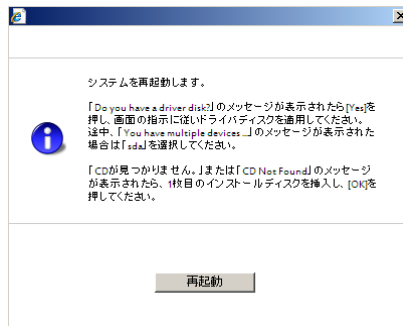 システムを再起動します。
「Do you have a driver disk?」のメッセージが表示されたら[Yes]を
押し、画面の指示に従いドライバディスクを適用してください。
途中、「You have multiple devices ...」のメッセージが表示された
場合は「sda」を選択してください。
「CDが見つかりません。」または「CD Not Found」のメッセージ
が表示されたら、1枚目のインストールディスクを挿入し、[OK]を
押してください。
再起動